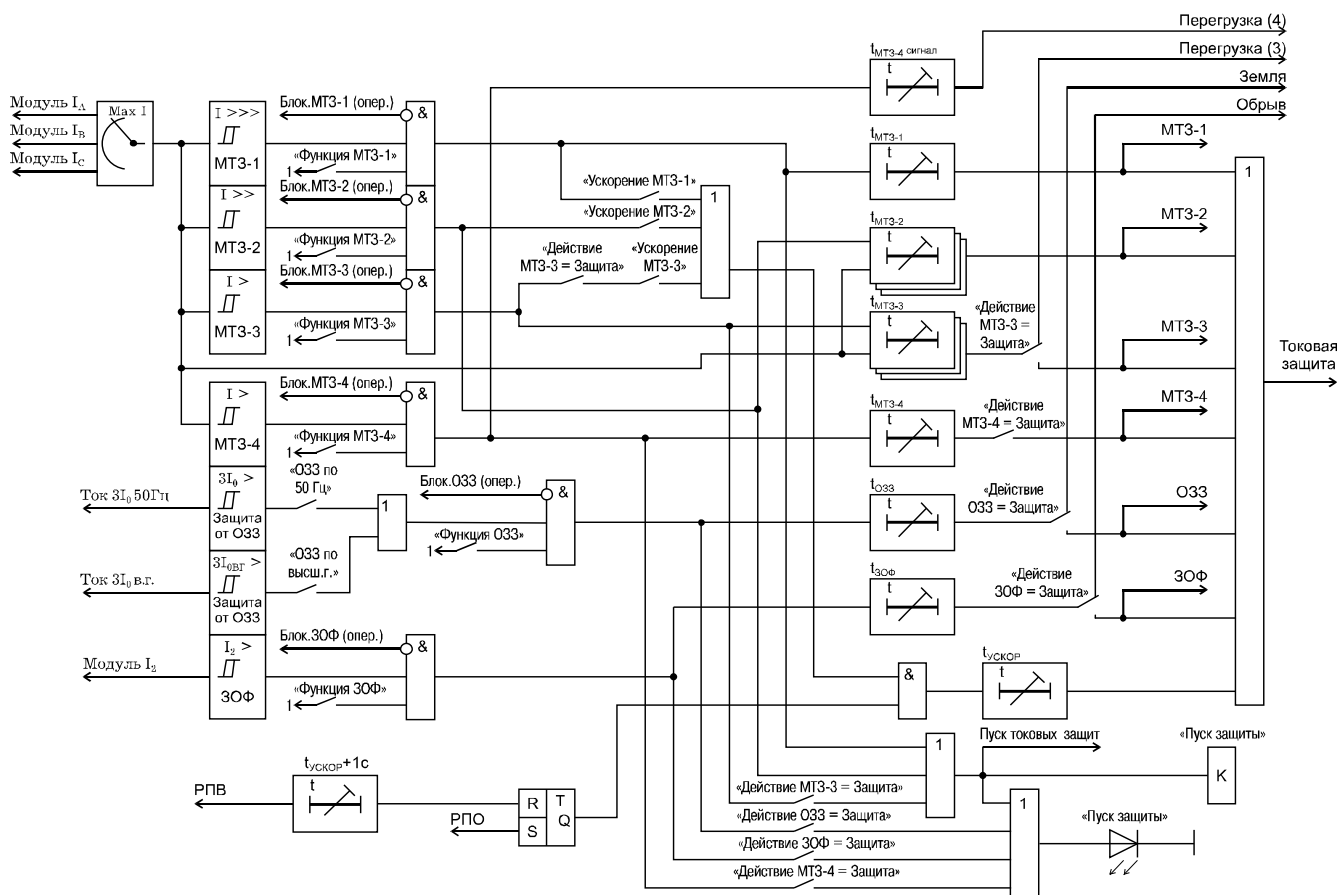 Перегрузка (4)
Перегрузка (3)
Земля
Обрыв
tМТЗ-4 сигнал
t
Модуль IA
Модуль IB
Модуль IC
Max I
I >>>
МТЗ-1
Блок.МТЗ-1 (опер.)
&
«Функция МТЗ-1»
1
I >>
МТЗ-2
Блок.МТЗ-2 (опер.)
&
«Функция МТЗ-2»
1
I >
МТЗ-3
Блок.МТЗ-3 (опер.)
&
«Функция МТЗ-3»
1
«Ускорение МТЗ-1»
«Ускорение МТЗ-2»
«Действие
МТЗ-3 = Защита»
«Ускорение
МТЗ-3»
1
tМТЗ-1
t
МТЗ-1
tМТЗ-2
t
МТЗ-2
tМТЗ-3
t
«Действие
МТЗ-3 =
Защита»
МТЗ-3
1
Токовая
защита
I >
МТЗ-4
Блок.МТЗ-4 (опер.)
&
«Функция МТЗ-4»
1
tМТЗ-4
t
«Действие
МТЗ-4 = Защита»
МТЗ-4
Ток 3I0 50Гц
3I0 >
Защита
от ОЗЗ
«ОЗЗ по
50 Гц»
1
Блок.ОЗЗ (опер.)
&
«Функция ОЗЗ»
1
tОЗЗ
t
«Действие
ОЗЗ = Защита»
ОЗЗ
Ток 3I0 в.г.
3I0ВГ >
Защита
от ОЗЗ
«ОЗЗ по
высш.г.»
tЗОФ
t
«Действие
ЗОФ = Защита»
ЗОФ
Модуль I2
I2 >
ЗОФ
Блок.ЗОФ (опер.)
&
«Функция ЗОФ»
1
&
tУСКОР
t
РПВ
tУСКОР+1с
t
РПО
R
T
S
Q
1
Пуск токовых защит
«Пуск защиты»
K
«Действие МТЗ-3 = Защита»
«Действие ОЗЗ = Защита»
«Действие ЗОФ = Защита»
«Действие МТЗ-4 = Защита»
1
«Пуск защиты»